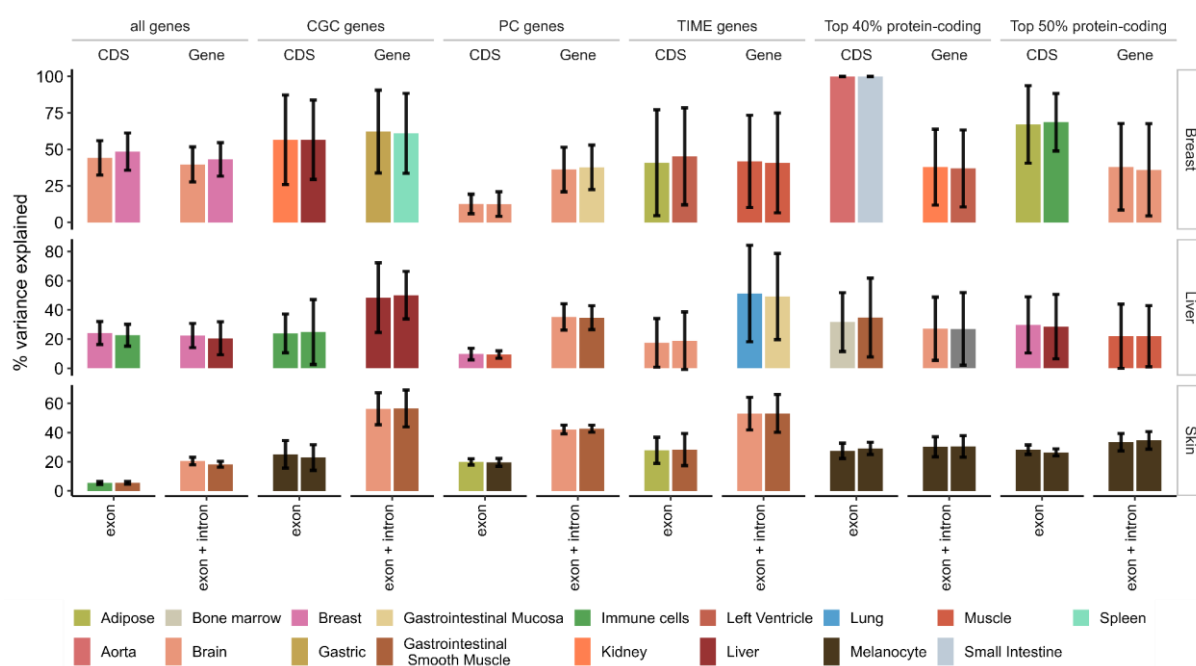 all genes CGC genes PC genes TIME genes Top 40% protein-coding Top 50% protein-coding
CDS Gene CDS Gene CDS Gene CDS Gene CDS Gene CDS Gene
% variance explained
100
75
50
25
0
Breast
80
60
40
20
0
Liver
60
40
20
0
Skin
exon exon + intron exon exon + intron exon exon + intron exon exon + intron exon exon + intron exon exon + intron
Adipose Bone marrow Breast Gastrointestinal Mucosa Immune cells Left Ventricle Lung Muscle Spleen
Aorta Brain Gastric Gastrointestinal Kidney Liver Melanocyte Small Intestine
Smooth Muscle